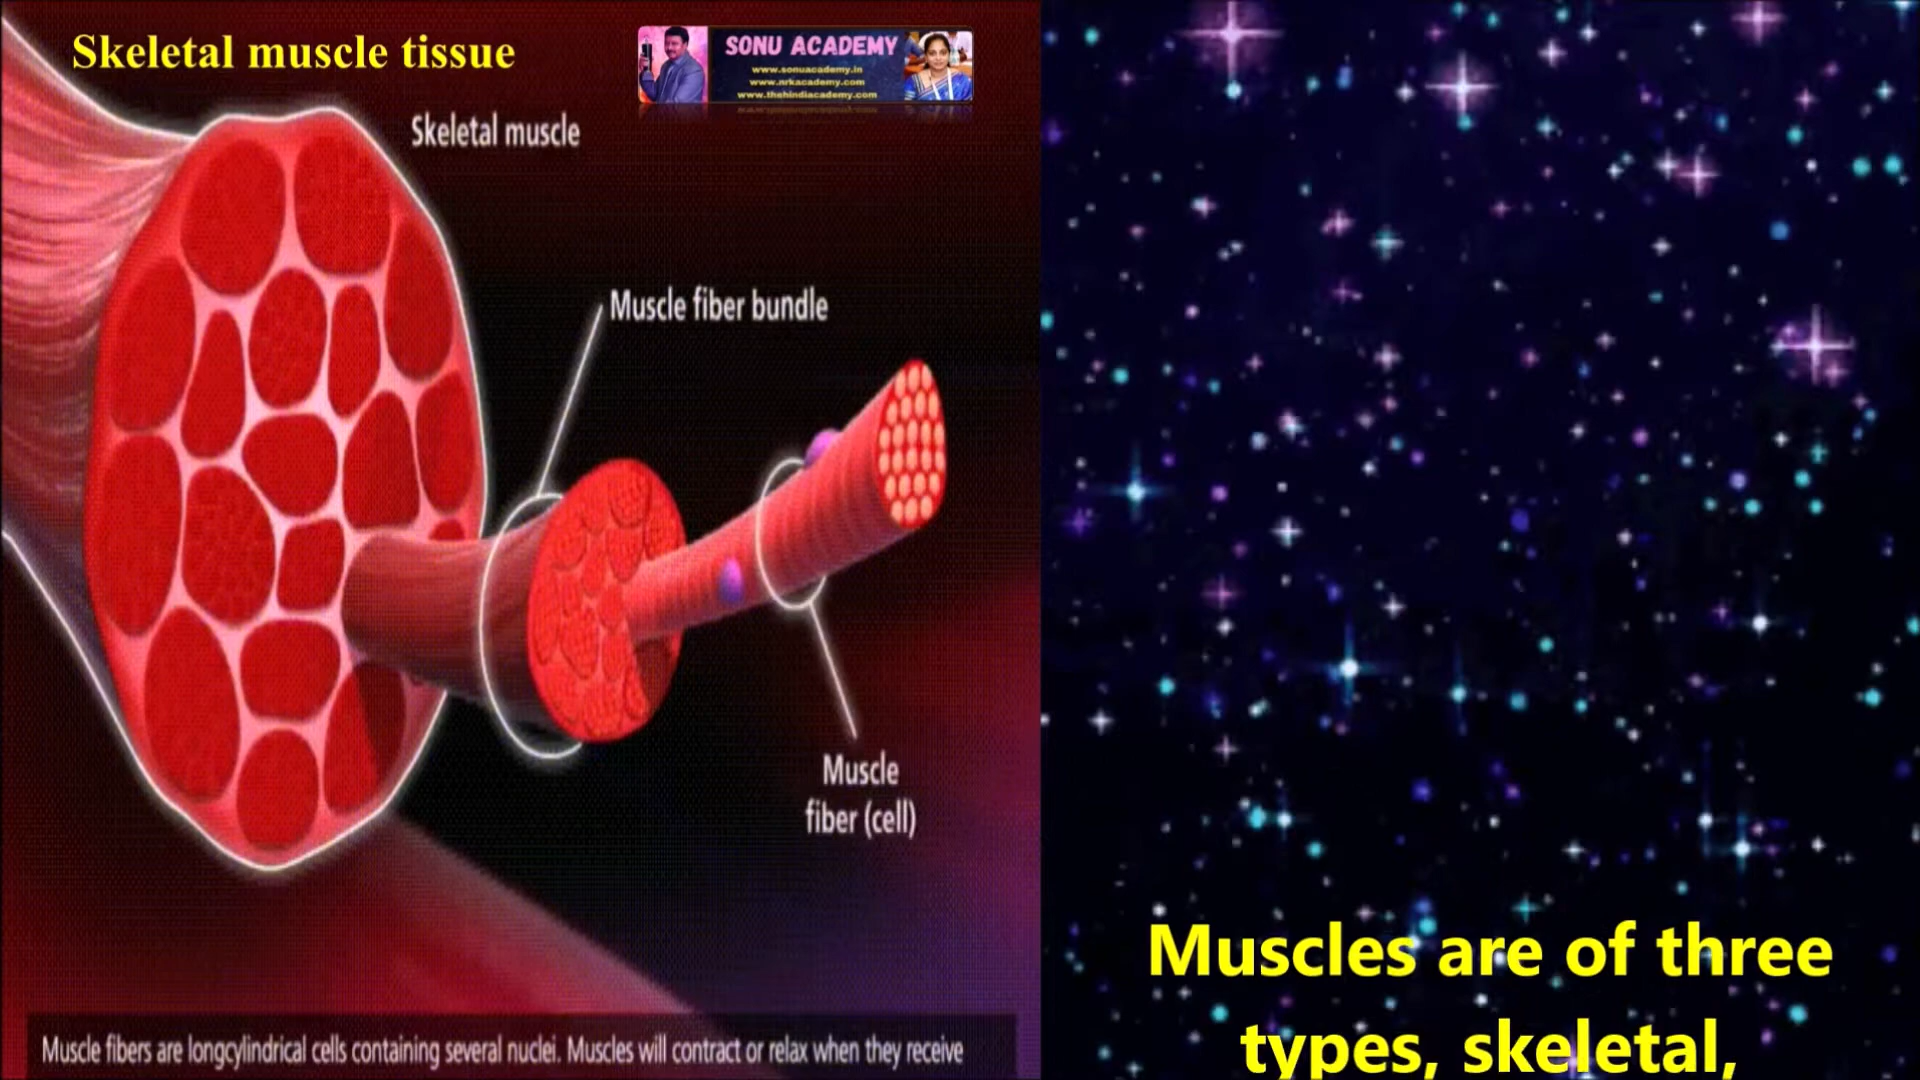 Skeletal muscle tissue
SONU ACADEMY
www.sonuacademy.in
www.nrkacademy.com
www.thehindiacademy.com
Skeletal muscle
Muscle fiber bundle
Muscle
fiber (cell)
Muscle fibers are longcylindrical cells containing several nuclei. Muscles will contract or relax when they receive
Muscles are of three
types, skeletal,